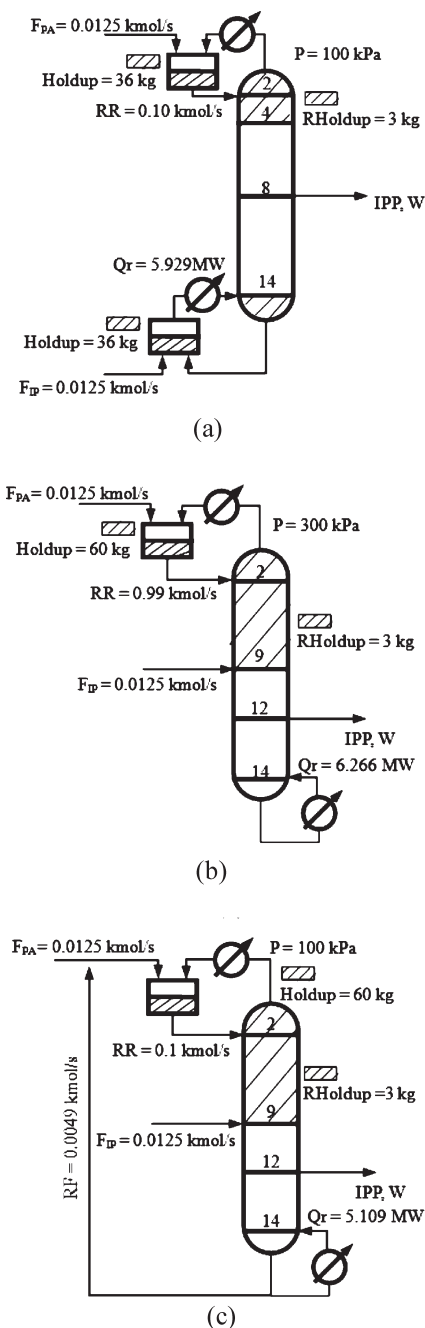 F_PA = 0.0125 kmol/s
P = 100 kPa
2
Holdup = 36 kg
4
RHoldup = 3 kg
RR = 0.10 kmol/s
8
IPP, W
Qr = 5.929MW
14
Holdup = 36 kg
F_IP = 0.0125 kmol/s
(a)
F_PA = 0.0125 kmol/s
P = 300 kPa
Holdup = 60 kg
2
RR = 0.99 kmol/s
RHoldup = 3 kg
9
F_IP = 0.0125 kmol/s
12
IPP, W
14
Qr = 6.266 MW
(b)
F_PA = 0.0125 kmol/s
P = 100 kPa
Holdup = 60 kg
2
RR = 0.1 kmol/s
RHoldup = 3 kg
RF = 0.0049 kmol/s
9
F_IP = 0.0125 kmol/s
12
IPP, W
14
Qr = 5.109 MW
(c)